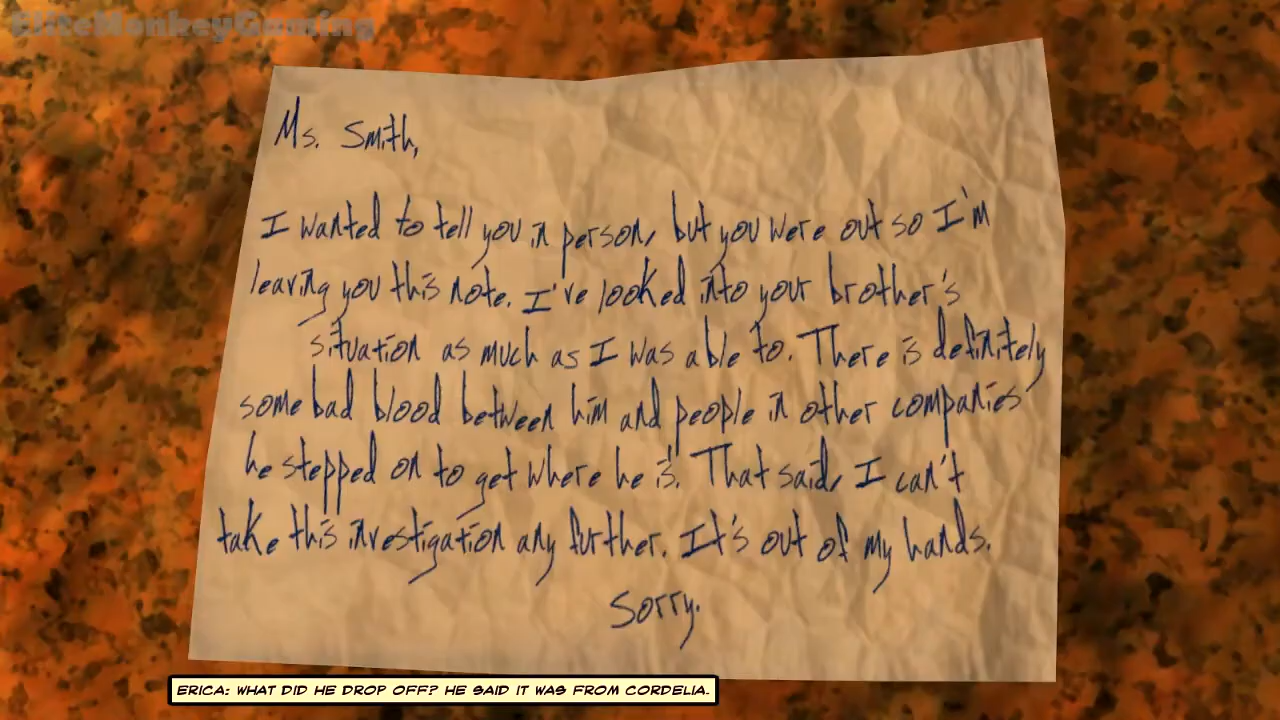 EliteMonkeyGaming
Ms. Smith,
I wanted to tell you in person, but you were out so I'm
leaving you this note. I've looked into your brother's
situation as much as I was able to. There is definitely
some bad blood between him and people in other companies
he stepped on to get where he is. That said, I can't
take this investigation any further. It's out of my hands.
Sorry.
ERICA: WHAT DID HE DROP OFF? HE SAID IT WAS FROM CORDELIA.